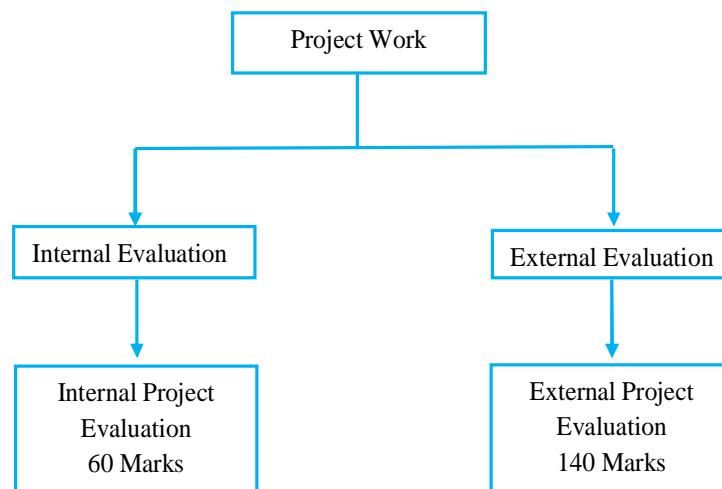 Project Work
Internal Evaluation
External Evaluation
Internal Project
Evaluation
60 Marks
External Project
Evaluation
140 Marks